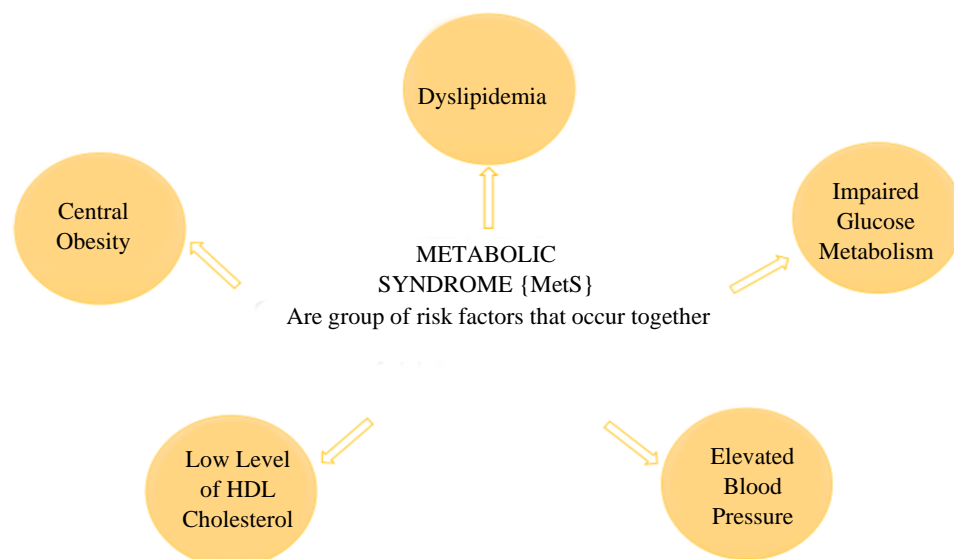 Dyslipidemia
Central
Obesity
Impaired
Glucose
Metabolism
METABOLIC
SYNDROME {MetS}
Are group of risk factors that occur together
Low Level
of HDL
Cholesterol
Elevated
Blood
Pressure